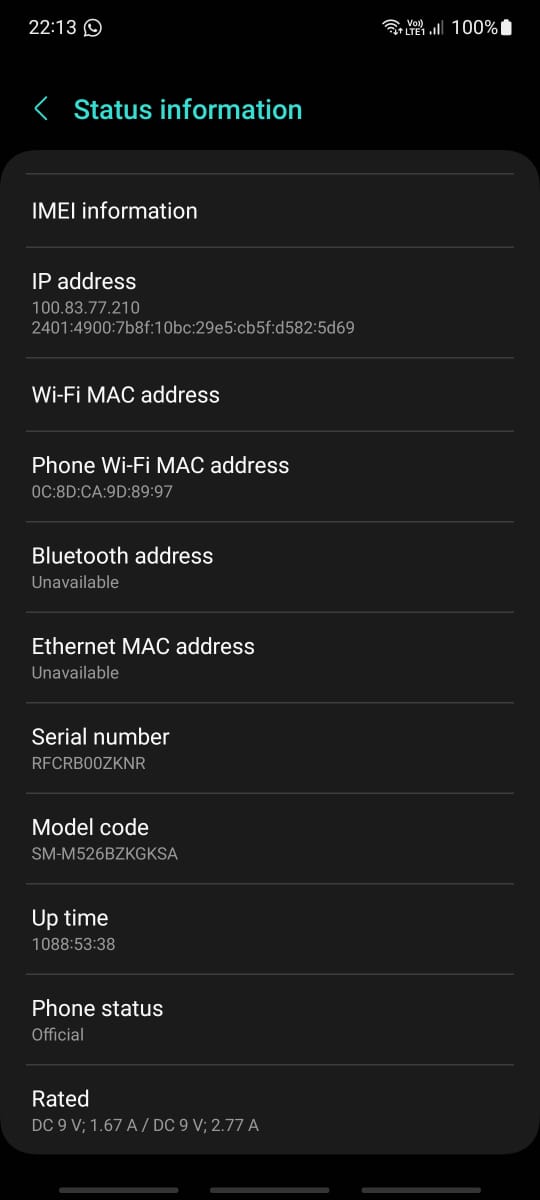 22:13 Vo)) LTE1 100%
Status information
IMEI information
IP address
100.83.77.210
2401:4900:7b8f:10bc:29e5:cb5f:d582:5d69
Wi-Fi MAC address
Phone Wi-Fi MAC address
0C:8D:CA:9D:89:97
Bluetooth address
Unavailable
Ethernet MAC address
Unavailable
Serial number
RFCRB00ZKNR
Model code
SM-M526BZKGKSA
Up time
1088:53:38
Phone status
Official
Rated
DC 9 V; 1.67 A / DC 9 V; 2.77 A